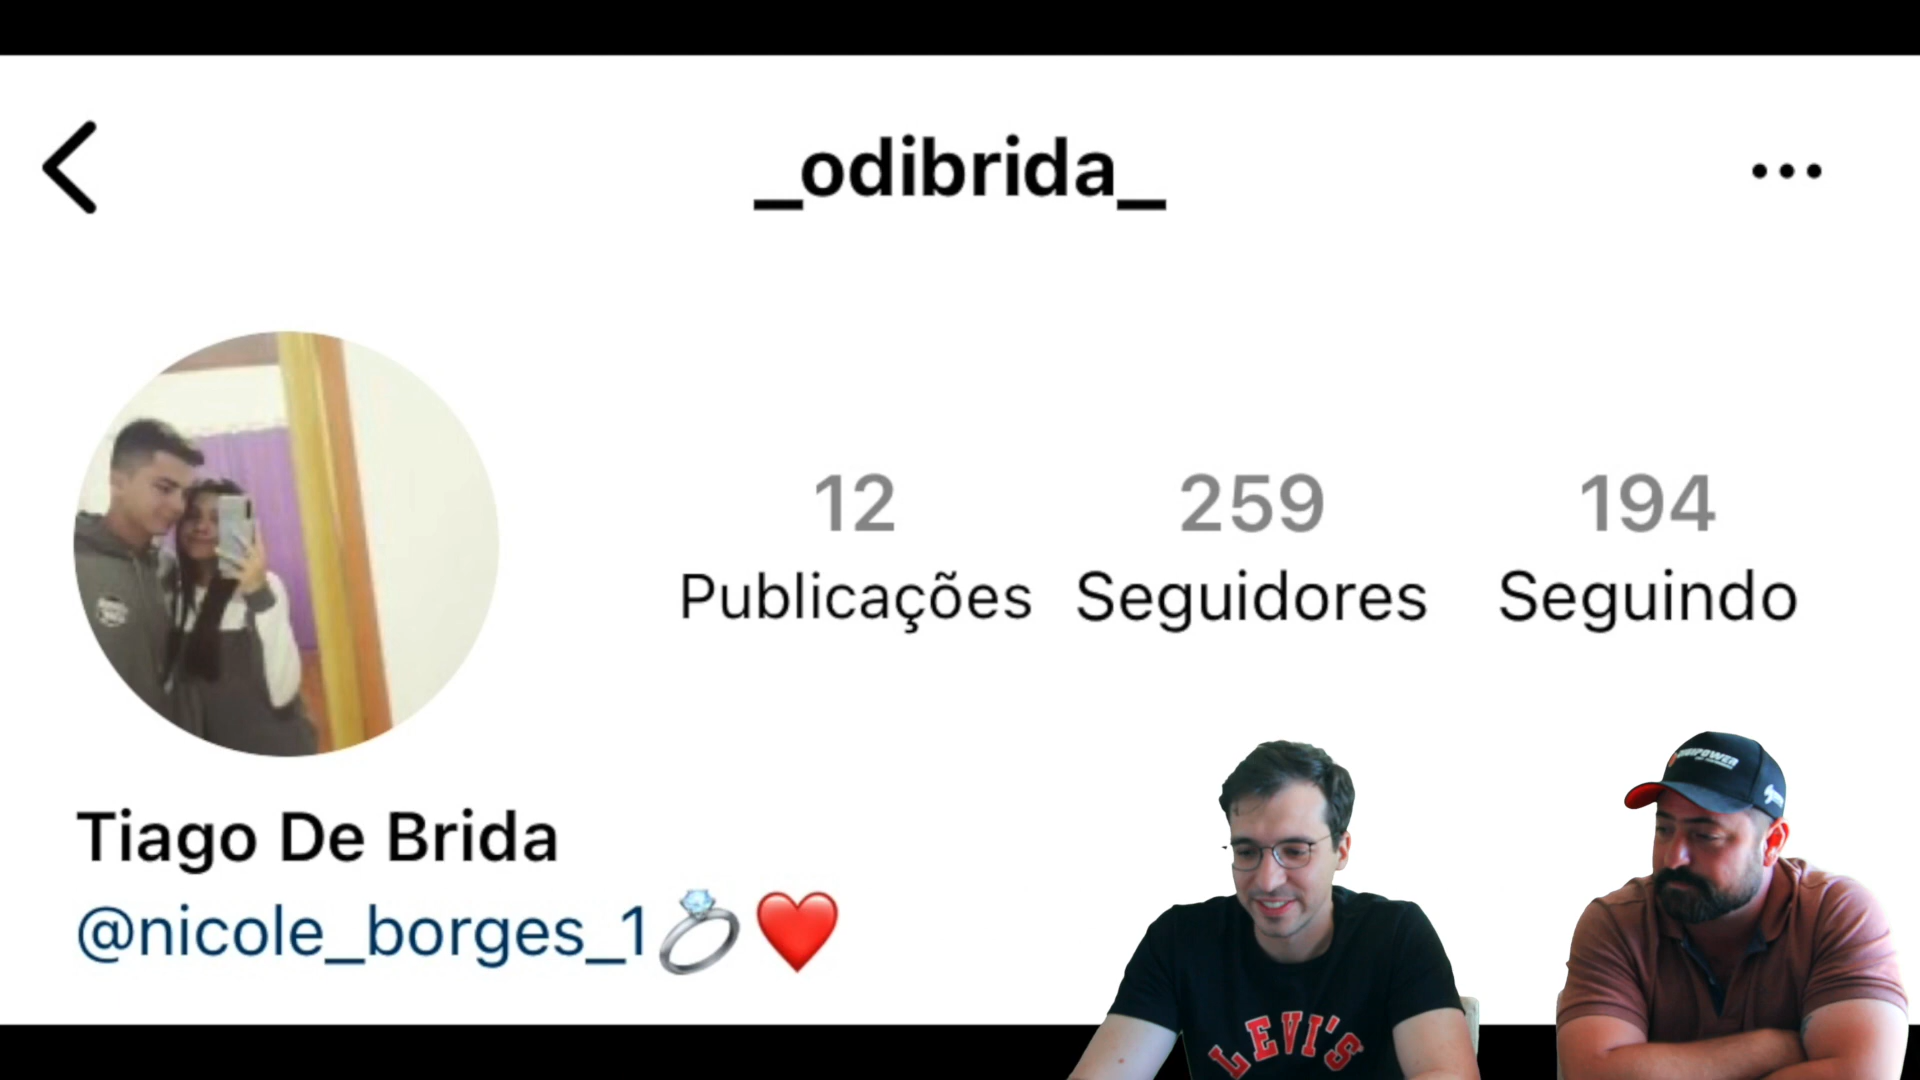 _odibrida_
12
259
194
Publicações
Seguidores
Seguindo
Tiago De Brida
@nicole_borges_1💍❤️
LEVI'S